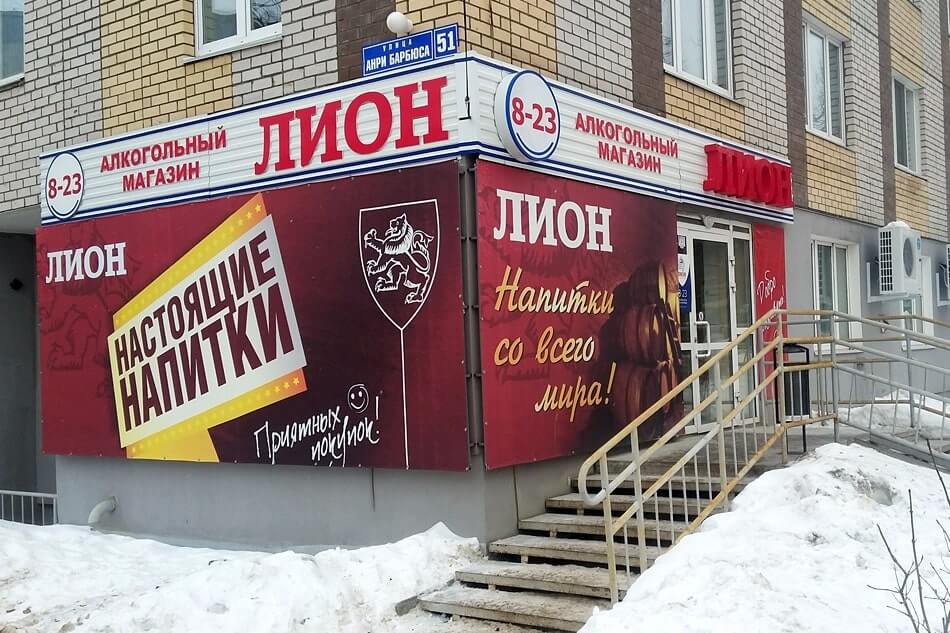 УЛИЦА
АНРИ БАРБЮСА 51
8-23
АЛКОГОЛЬНЫЙ
МАГАЗИН
ЛИОН
8-23
АЛКОГОЛЬНЫЙ
МАГАЗИН
ЛИОН
ЛИОН
НАСТОЯЩИЕ
НАПИТКИ
Приятных
покупок!
ЛИОН
Напитки
со всего
мира!
Добро